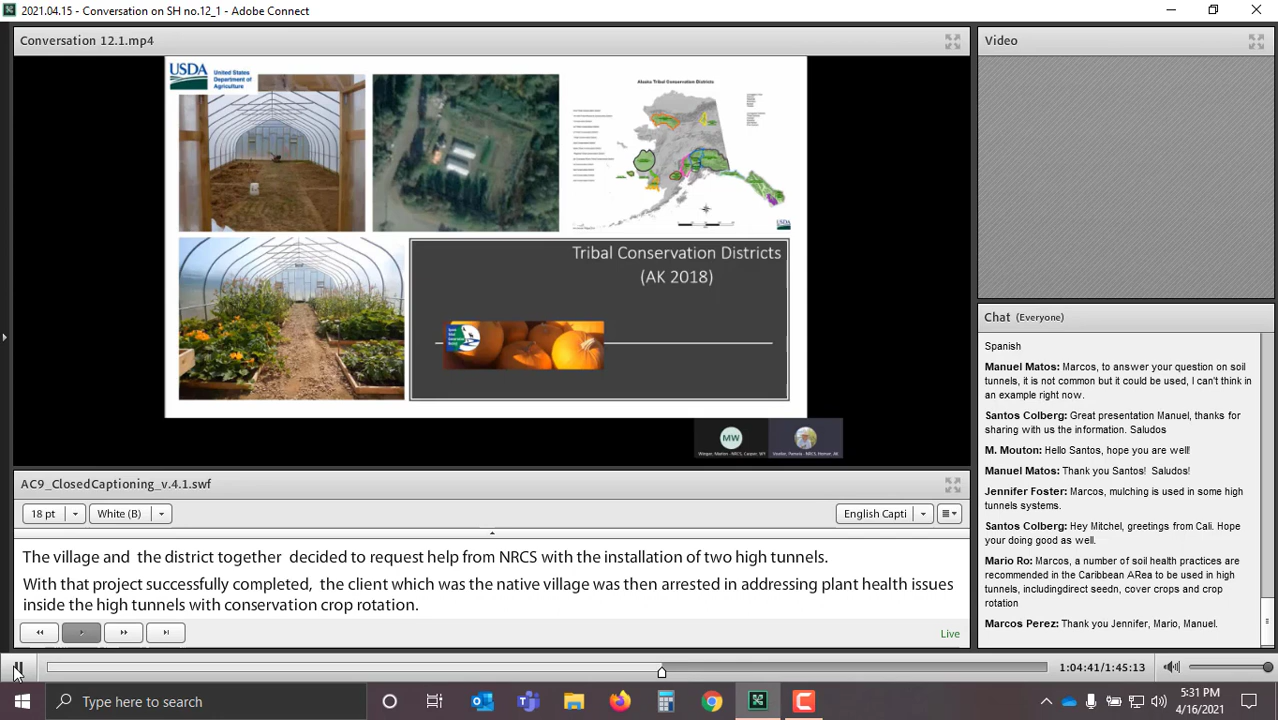 2021.04.15 - Conversation on SH no.12_1 - Adobe Connect
Conversation 12.1.mp4
USDA
United States
Department of
Agriculture
Alaska Tribal Conservation Districts
USDA
Tribal Conservation Districts
(AK 2018)
MW
AC9_ClosedCaptioning_v.4.1.swf
18 pt
White (B)
English Capti
The village and the district together decided to request help from NRCS with the installation of two high tunnels.
With that project successfully completed, the client which was the native village was then arrested in addressing plant health issues
inside the high tunnels with conservation crop rotation.
Live
Video
Chat (Everyone)
Spanish
Manuel Matos: Marcos, to answer your question on soil
tunnels, it is not common but it could be used, I can't think in
an example right now.
Santos Colberg: Great presentation Manuel, thanks for
sharing with us the information. Saludos
M. Mouton: Hello Santos, hope you are well!
Manuel Matos: Thank you Santos! Saludos!
Jennifer Foster: Marcos, mulching is used in some high
tunnels systems.
Santos Colberg: Hey Mitchel, greetings from Cali. Hope
your doing good as well.
Mario Ro: Marcos, a number of soil health practices are
recommended in the Caribbean ARea to be used in high
tunnels, includingdirect seedn, cover crops and crop
rotation
Marcos Perez: Thank you Jennifer, Mario, Manuel.
1:04:41/1:45:13
Type here to search
5:31 PM
4/16/2021